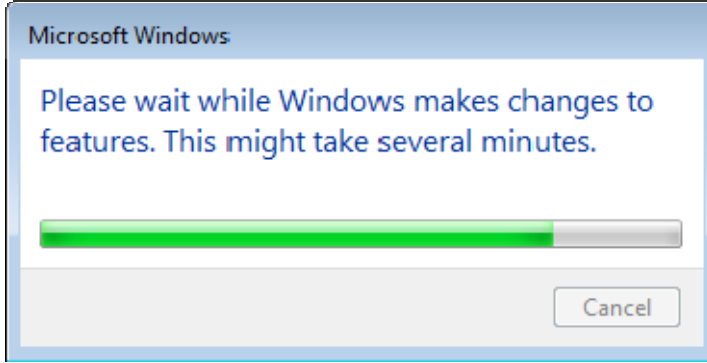 Microsoft Windows
Please wait while Windows makes changes to
features. This might take several minutes.
Cancel